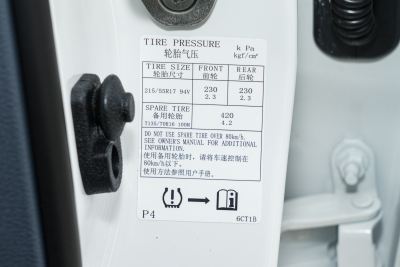 TIRE PRESSURE k Pa
轮胎气压 kgf/cm²
TIRE SIZE FRONT REAR
轮胎尺寸 前轮 后轮
215/55R17 94V 230 230
2.3 2.3
SPARE TIRE 420
备用轮胎
T135/70R16 100M 4.2
DO NOT USE SPARE TIRE OVER 80km/h.
SEE OWNER'S MANUAL FOR ADDITIONAL
INFORMATION.
使用备用轮胎时，请将车速控制在
80km/h以下。
使用方法参照用户手册。
P4 6CT1B